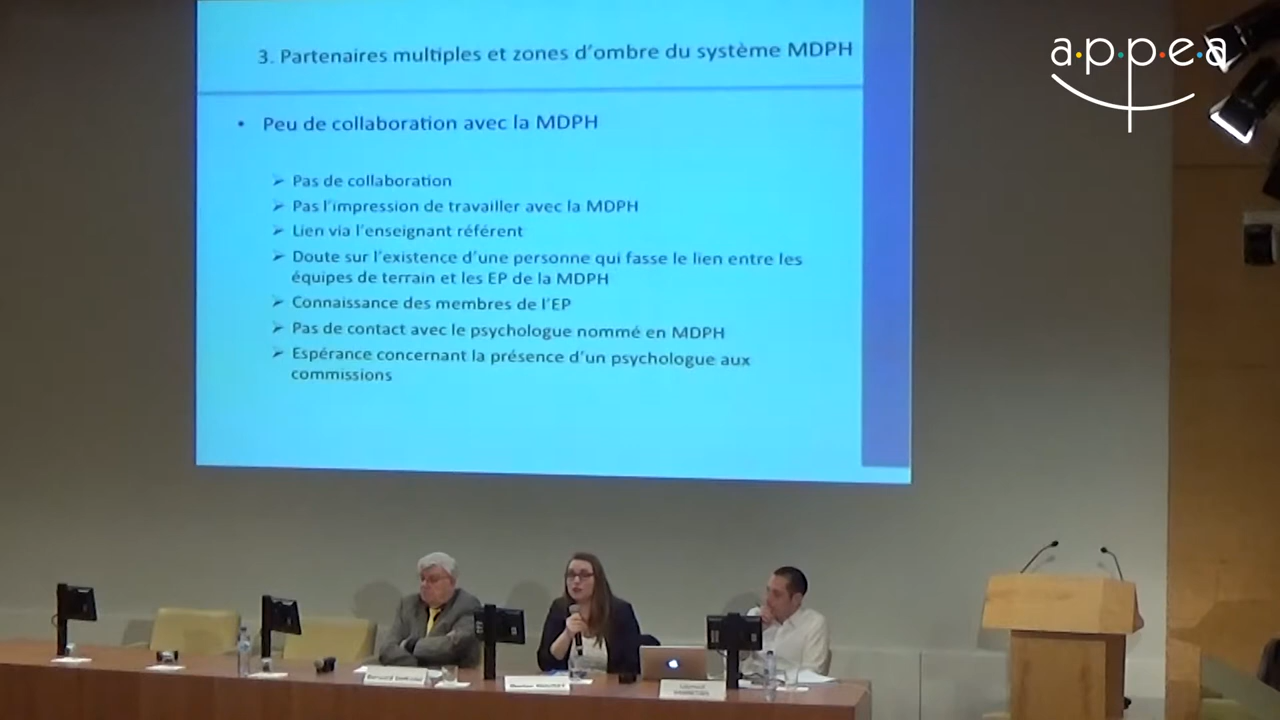 a.p.p.e.a
3. Partenaires multiples et zones d'ombre du système MDPH
• Peu de collaboration avec la MDPH
➢ Pas de collaboration
➢ Pas l'impression de travailler avec la MDPH
➢ Lien via l'enseignant référent
➢ Doute sur l'existence d'une personne qui fasse le lien entre les
équipes de terrain et les EP de la MDPH
➢ Connaissance des membres de l'EP
➢ Pas de contact avec le psychologue nommé en MDPH
➢ Espérance concernant la présence d'un psychologue aux
commissions